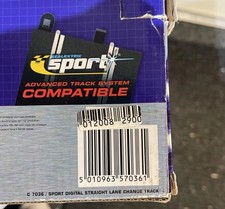 SCALEXTRIC
sport
ADVANCED TRACK SYSTEM
COMPATIBLE
012008 2900
5 010963 570361
C 7036 | SPORT DIGITAL STRAIGHT LANE CHANGE TRACK